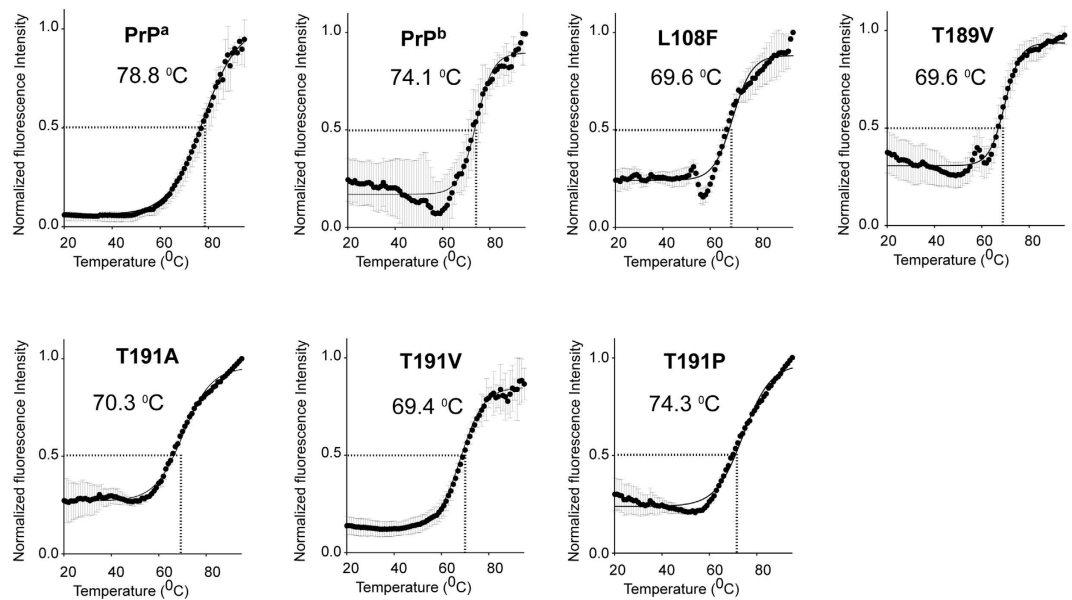 PrPᵃ
78.8 ⁰C
Normalized fluorescence Intensity
1.0
0.5
0.0
20 40 60 80
Temperature (⁰C)
PrPᵇ
74.1 ⁰C
Normalized fluorescence Intensity
1.0
0.5
0.0
20 40 60 80
Temperature (⁰C)
L108F
69.6 ⁰C
Normalized fluorescence Intensity
1.0
0.5
0.0
20 40 60 80
Temperature (⁰C)
T189V
69.6 ⁰C
Normalized fluorescence Intensity
1.0
0.5
0.0
20 40 60 80
Temperature (⁰C)
T191A
70.3 ⁰C
Normalized fluorescence Intensity
1.0
0.5
0.0
20 40 60 80
Temperature (⁰C)
T191V
69.4 ⁰C
Normalized fluorescence Intensity
1.0
0.5
0.0
20 40 60 80
Temperature (⁰C)
T191P
74.3 ⁰C
Normalized fluorescence Intensity
1.0
0.5
0.0
20 40 60 80
Temperature (⁰C)